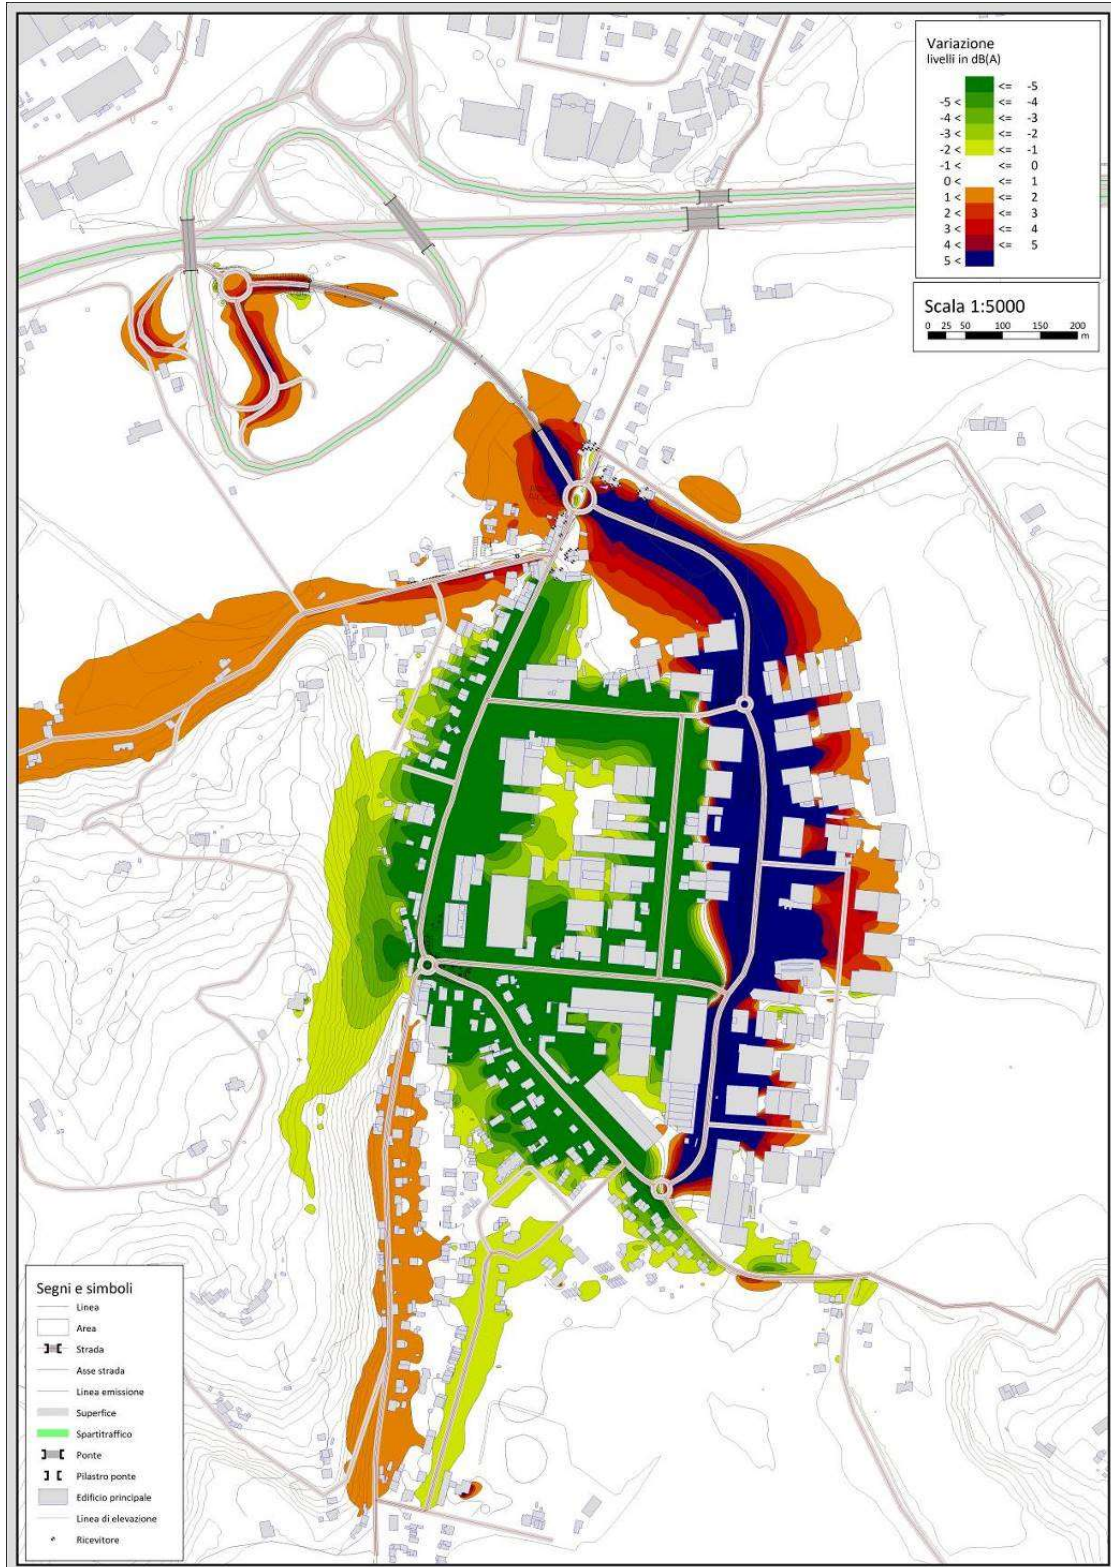 Variazione
livelli in dB(A)
<= -5
-5 < <= -4
-4 < <= -3
-3 < <= -2
-2 < <= -1
-1 < <= 0
0 < <= 1
1 < <= 2
2 < <= 3
3 < <= 4
4 < <= 5
5 <
Scala 1:5000
0 25 50 100 150 200
m
Segni e simboli
Linea
Area
Strada
Asse strada
Linea emissione
Superfice
Spartitraffico
Ponte
Pilastro ponte
Edificio principale
Linea di elevazione
Ricevitore